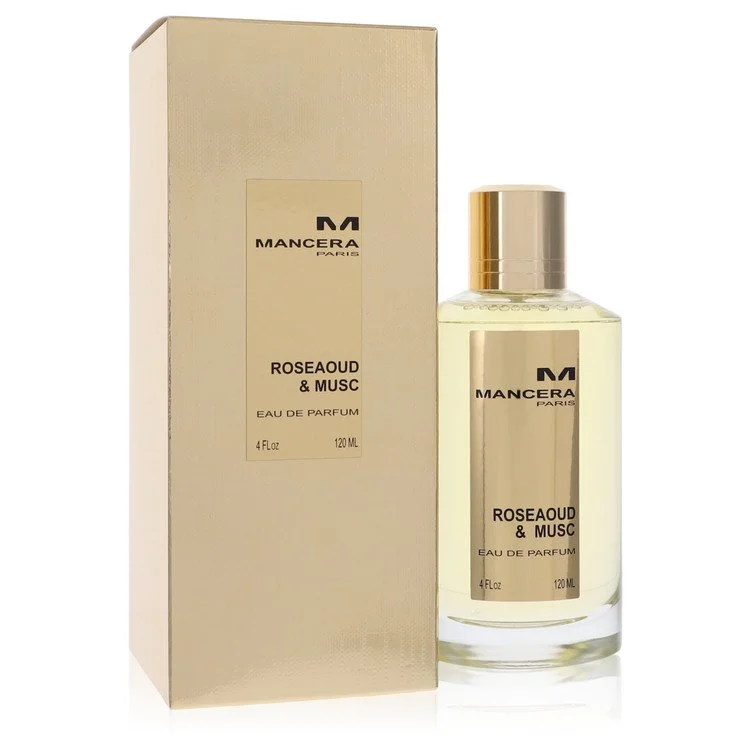 M
MANCERA
PARIS
ROSEAOUD
& MUSC
EAU DE PARFUM
4 FL oz 120 ML
M
MANCERA
PARIS
ROSEAOUD
& MUSC
EAU DE PARFUM
4 FL oz 120 ML